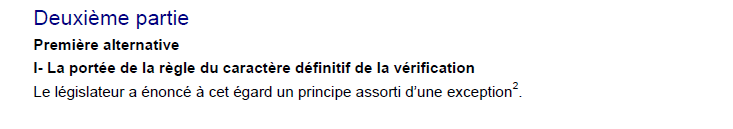 Deuxième partie
Première alternative
I- La portée de la règle du caractère définitif de la vérification
Le législateur a énoncé à cet égard un principe assorti d’une exception².